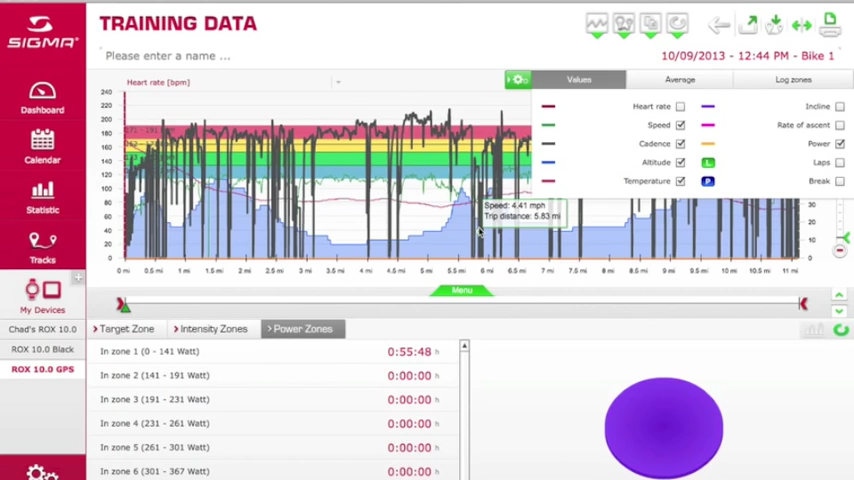 TRAINING DATA
SIGMA
Please enter a name ...
10/09/2013 - 12:44 PM - Bike 1
Heart rate [bpm]
Values
Average
Log zones
Heart rate
Incline
Speed
Rate of ascent
Cadence
Power
Altitude
L
Laps
Temperature
P
Break
240
220
200
180
160
140
120
100
80
60
40
20
0
Speed: 4.41 mph
Trip distance: 5.83 mi
30
20
10
0
0 mi
0.5 mi
1 mi
1.5 mi
2 mi
2.5 mi
3 mi
3.5 mi
4 mi
4.5 mi
5 mi
5.5 mi
6 mi
6.5 mi
7 mi
7.5 mi
8 mi
8.5 mi
9 mi
9.5 mi
10 mi
10.5 mi
11 mi
Menu
Dashboard
Calendar
Statistic
Tracks
My Devices
Chad's ROX 10.0
ROX 10.0 Black
ROX 10.0 GPS
Target Zone
Intensity Zones
Power Zones
In zone 1 (0 - 141 Watt) 0:55:48 h
In zone 2 (141 - 191 Watt) 0:00:00 h
In zone 3 (191 - 231 Watt) 0:00:00 h
In zone 4 (231 - 261 Watt) 0:00:00 h
In zone 5 (261 - 301 Watt) 0:00:00 h
In zone 6 (301 - 367 Watt) 0:00:00 h